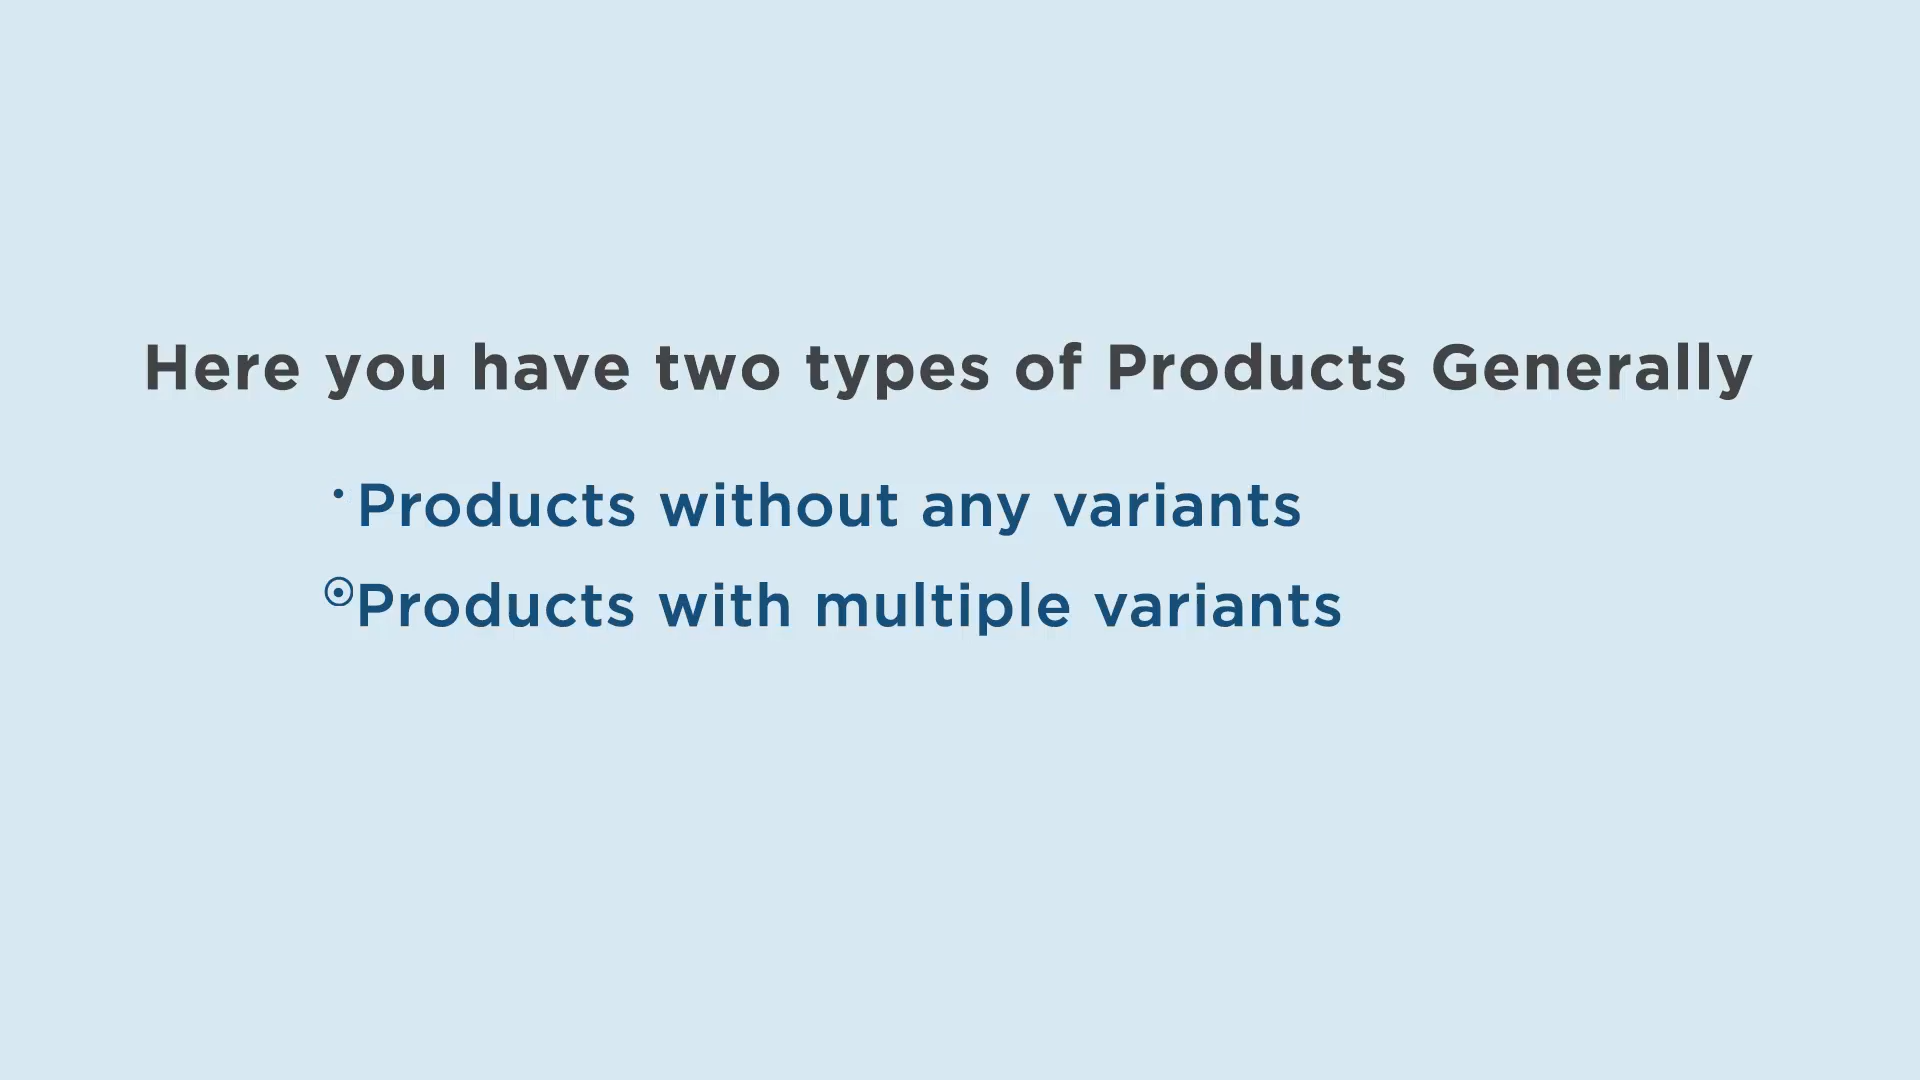 Here you have two types of Products Generally
• Products without any variants
⦿ Products with multiple variants